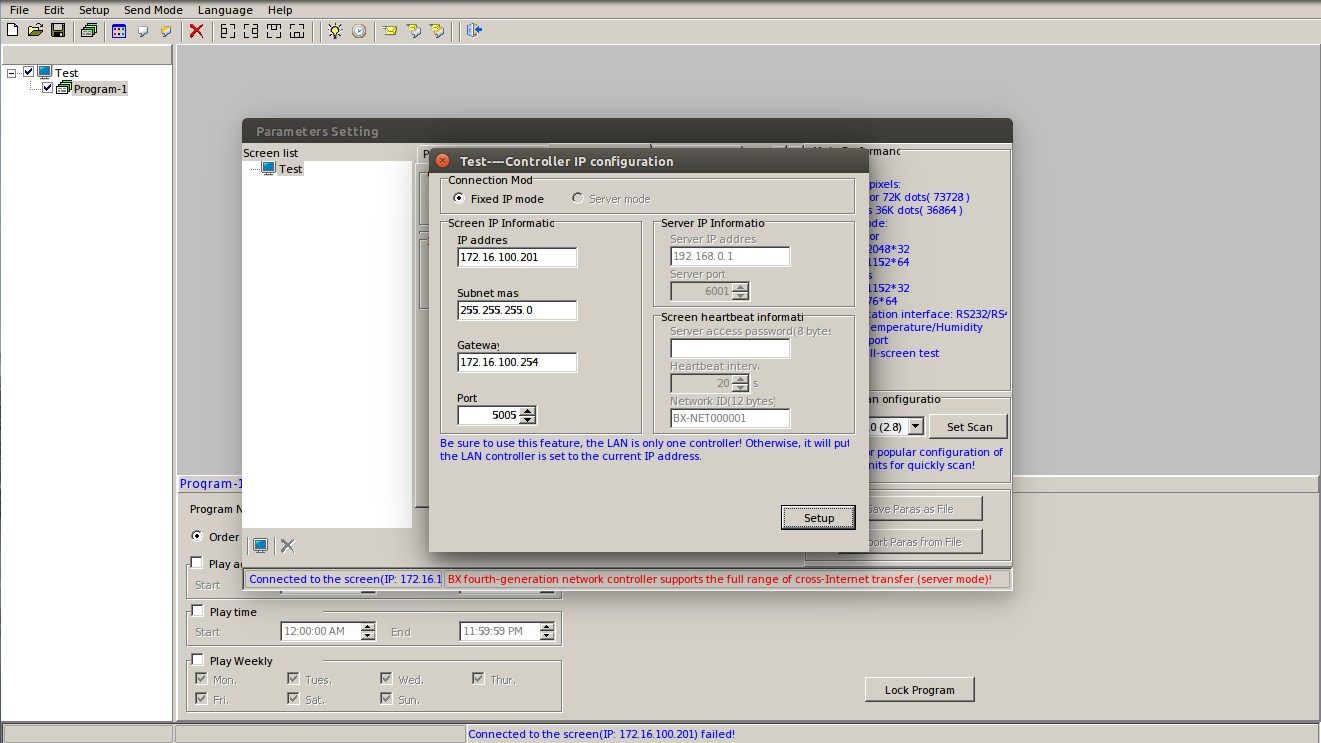 File Edit Setup Send Mode Language Help
Test
Program-1
Parameters Setting
Screen list
Test
Test----Controller IP configuration
Connection Mod
Fixed IP mode Server mode
Screen IP Informatic
IP addres
172.16.100.201
Subnet mas
255.255.255.0
Gateway
172.16.100.254
Port
5005
Server IP Informatio
Server IP addres
192.168.0.1
Server port
6001
Screen heartbeat informati
Server access password(8 bytes
Heartbeat interv
20 s
Network ID(12 bytes)
BX-NET000001
Be sure to use this feature, the LAN is only one controller! Otherwise, it will put
the LAN controller is set to the current IP address.
Setup
pixels:
or 72K dots( 73728 )
s 36K dots( 36864 )
ode:
or
2048*32
1152*64
s
1152*32
76*64
ation interface: RS232/RS4
emperature/Humidity
port
ll-screen test
an onfiguratio
.0 (2.8) Set Scan
or popular configuration of
nits for quickly scan!
ave Paras as File
port Paras from File
Connected to the screen(IP: 172.16.1 BX fourth-generation network controller supports the full range of cross-Internet transfer (server mode)!
Program-1
Program N
Order
Play a
Start
Play time
Start 12:00:00 AM End 11:59:59 PM
Play Weekly
Mon. Tues. Wed. Thur.
Fri. Sat. Sun.
Lock Program
Connected to the screen(IP: 172.16.100.201) failed!